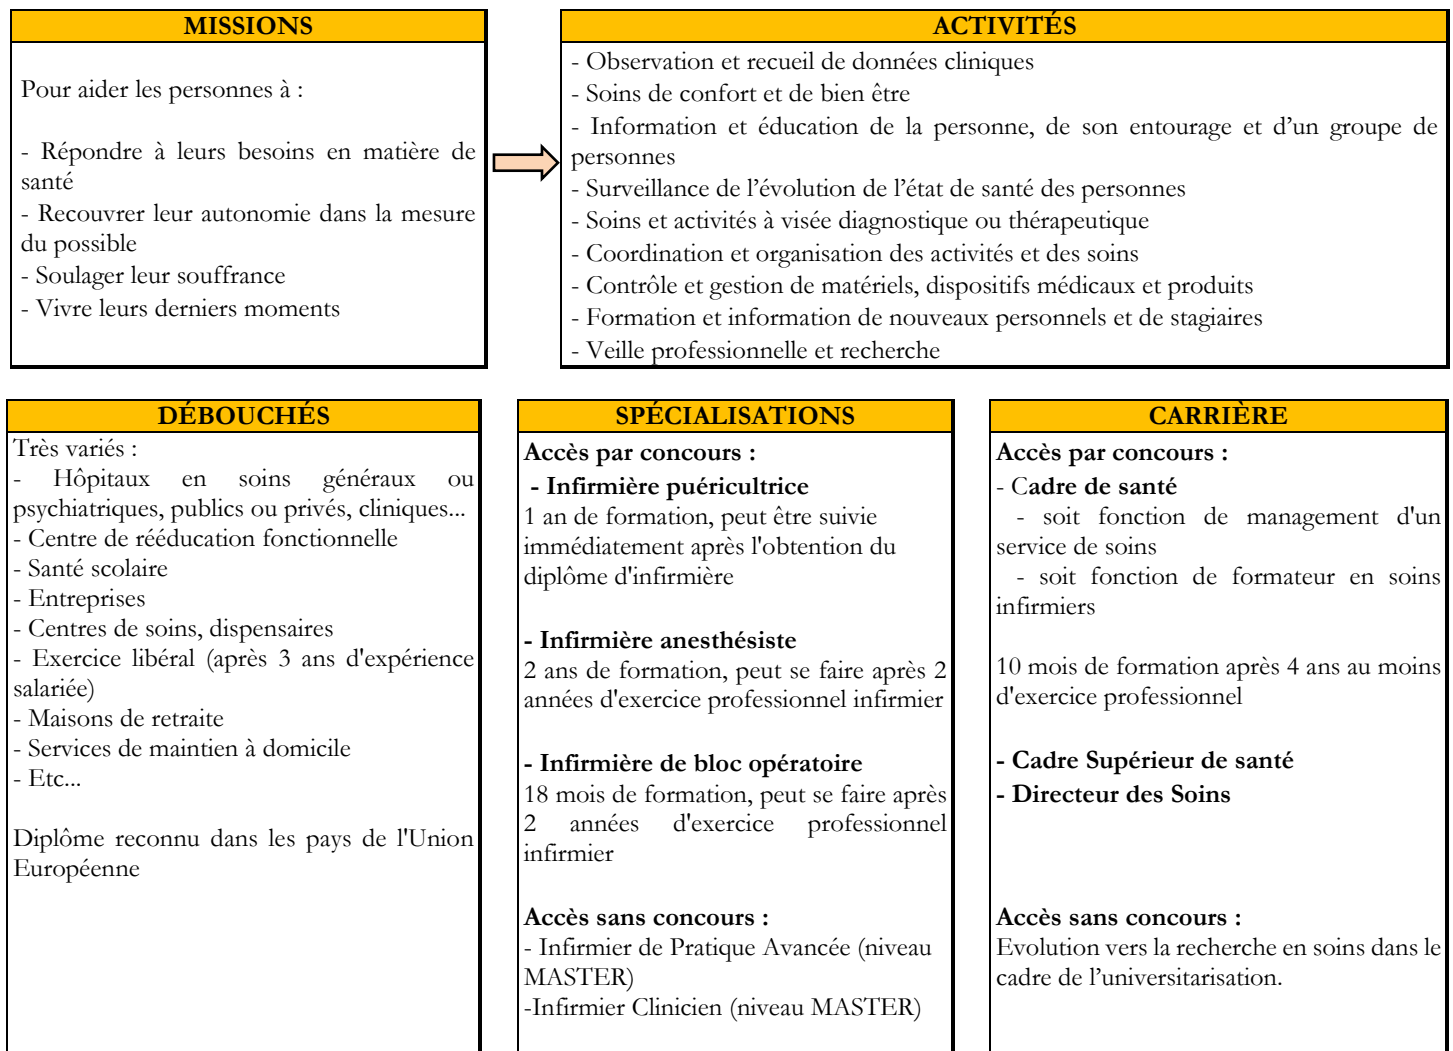 MISSIONS
Pour aider les personnes à :
- Répondre à leurs besoins en matière de
santé
- Recouvrer leur autonomie dans la mesure
du possible
- Soulager leur souffrance
- Vivre leurs derniers moments
ACTIVITÉS
- Observation et recueil de données cliniques
- Soins de confort et de bien être
- Information et éducation de la personne, de son entourage et d’un groupe de
personnes
- Surveillance de l’évolution de l’état de santé des personnes
- Soins et activités à visée diagnostique ou thérapeutique
- Coordination et organisation des activités et des soins
- Contrôle et gestion de matériels, dispositifs médicaux et produits
- Formation et information de nouveaux personnels et de stagiaires
- Veille professionnelle et recherche
DÉBOUCHÉS
Très variés :
- Hôpitaux en soins généraux ou
psychiatriques, publics ou privés, cliniques...
- Centre de rééducation fonctionnelle
- Santé scolaire
- Entreprises
- Centres de soins, dispensaires
- Exercice libéral (après 3 ans d'expérience
salariée)
- Maisons de retraite
- Services de maintien à domicile
- Etc...
Diplôme reconnu dans les pays de l'Union
Européenne
SPÉCIALISATIONS
Accès par concours :
- Infirmière puéricultrice
1 an de formation, peut être suivie
immédiatement après l'obtention du
diplôme d'infirmière
- Infirmière anesthésiste
2 ans de formation, peut se faire après 2
années d'exercice professionnel infirmier
- Infirmière de bloc opératoire
18 mois de formation, peut se faire après
2 années d'exercice professionnel
infirmier
Accès sans concours :
- Infirmier de Pratique Avancée (niveau
MASTER)
-Infirmier Clinicien (niveau MASTER)
CARRIÈRE
Accès par concours :
- Cadre de santé
- soit fonction de management d'un
service de soins
- soit fonction de formateur en soins
infirmiers
10 mois de formation après 4 ans au moins
d'exercice professionnel
- Cadre Supérieur de santé
- Directeur des Soins
Accès sans concours :
Evolution vers la recherche en soins dans le
cadre de l’universitarisation.